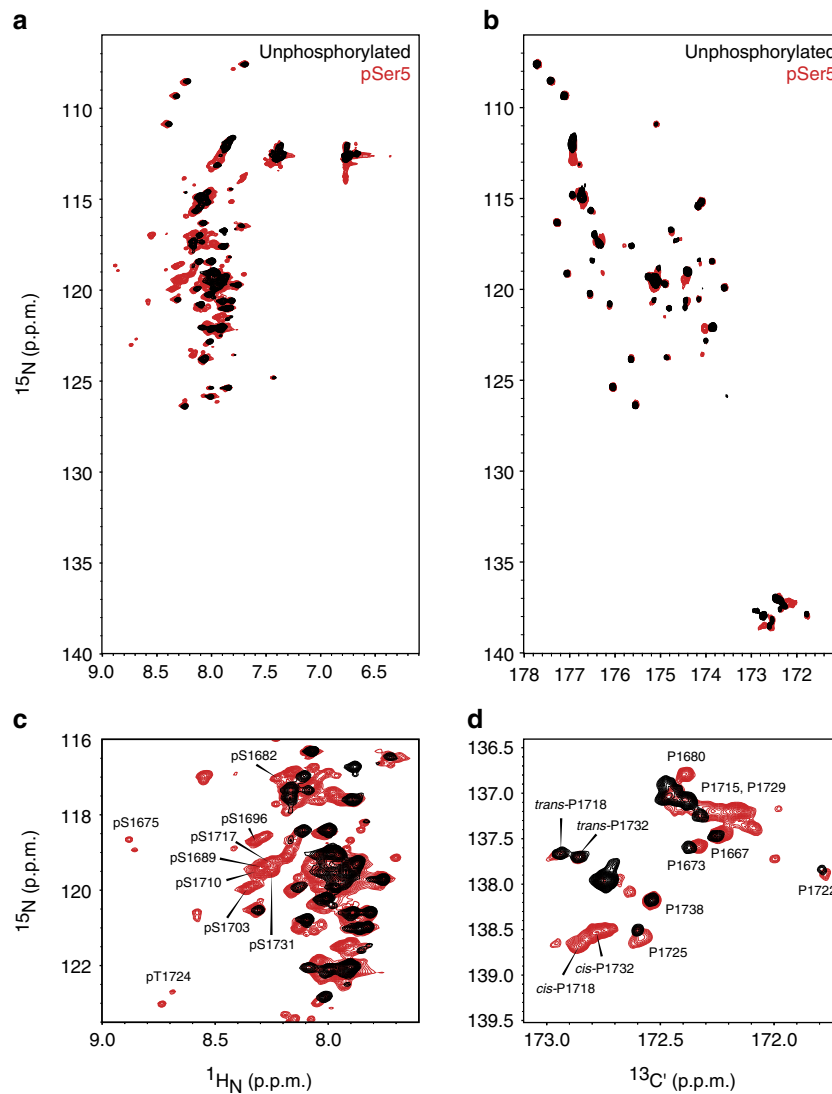 a
Unphosphorylated
pSer5
110
115
120
125
130
135
140
15N (p.p.m.)
9.0 8.5 8.0 7.5 7.0 6.5
b
Unphosphorylated
pSer5
110
115
120
125
130
135
140
178 177 176 175 174 173 172
c
116
118
120
122
15N (p.p.m.)
pS1682
pS1696
pS1675
pS1717
pS1689
pS1710
pS1703
pS1731
pT1724
9.0 8.5 8.0
1HN (p.p.m.)
d
136.5
137.0
137.5
138.0
138.5
139.0
139.5
P1680
P1715, P1729
trans-P1718
trans-P1732
P1673
P1667
P1722
P1738
P1725
cis-P1732
cis-P1718
173.0 172.5 172.0
13C' (p.p.m.)